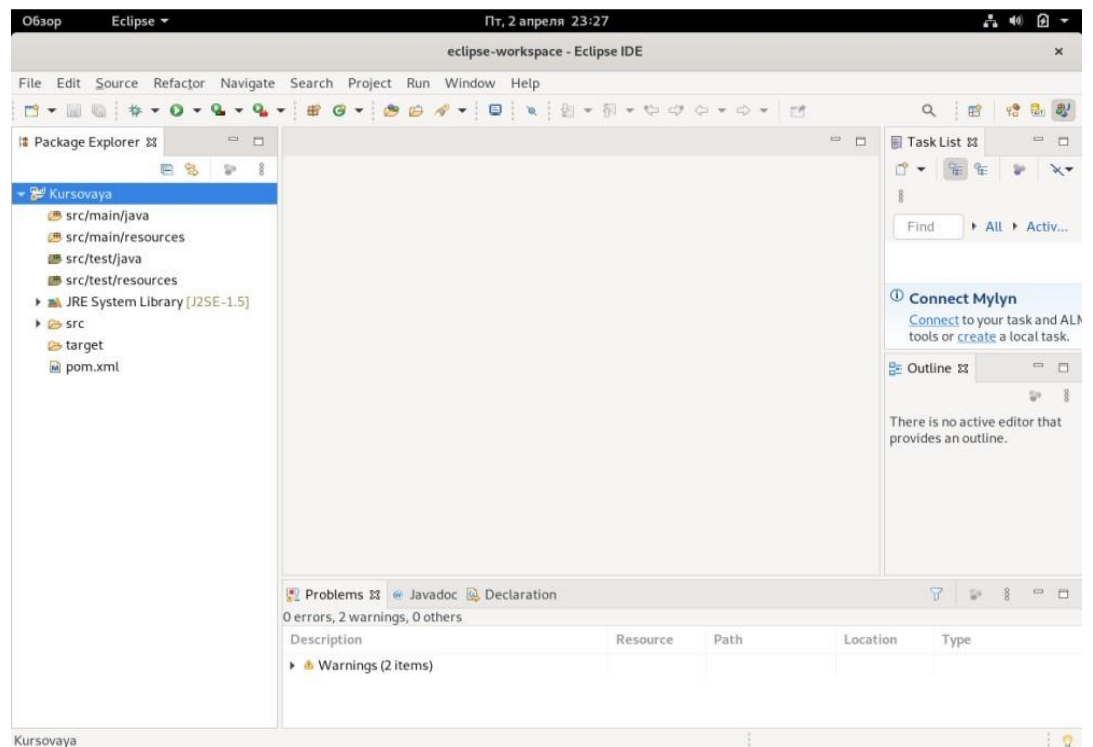 Обзор Eclipse Пт, 2 апреля 23:27
eclipse-workspace - Eclipse IDE
File Edit Source Refactor Navigate Search Project Run Window Help
Package Explorer
Kursovaya
src/main/java
src/main/resources
src/test/java
src/test/resources
JRE System Library [J2SE-1.5]
src
target
pom.xml
Task List
Find All Activ...
Connect Mylyn
Connect to your task and ALM
tools or create a local task.
Outline
There is no active editor that
provides an outline.
Problems Javadoc Declaration
0 errors, 2 warnings, 0 others
Description Resource Path Location Type
Warnings (2 items)
Kursovaya